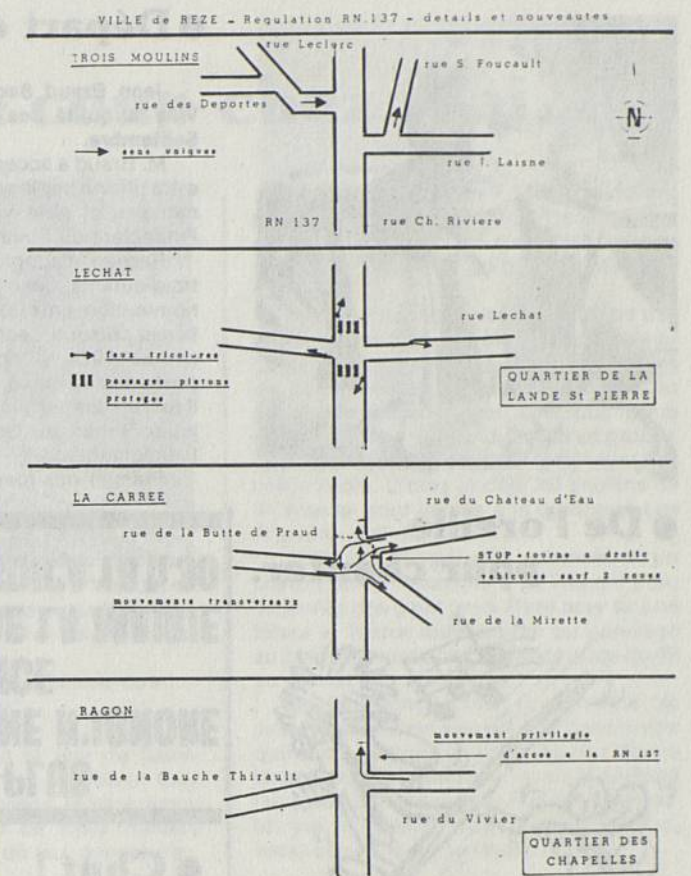 VILLE de REZE - Regulation RN.137 - details et nouveautes
rue Leclerc
TROIS MOULINS
rue S. Foucault
rue des Deportes
N
sens uniques
rue T. Laisne
RN 137
rue Ch. Riviere
LECHAT
rue Lechat
feux tricolores
passages pietons
proteges
QUARTIER DE LA
LANDE St PIERRE
LA CARREE
rue du Chateau d'Eau
rue de la Butte de Praud
STOP + tourne a droite
vehicules sauf 2 roues
mouvements transversaux
rue de la Mirette
RAGON
mouvement privilegie
d'acces a la RN 137
rue de la Bauche Thirault
rue du Vivier
QUARTIER DES
CHAPELLES